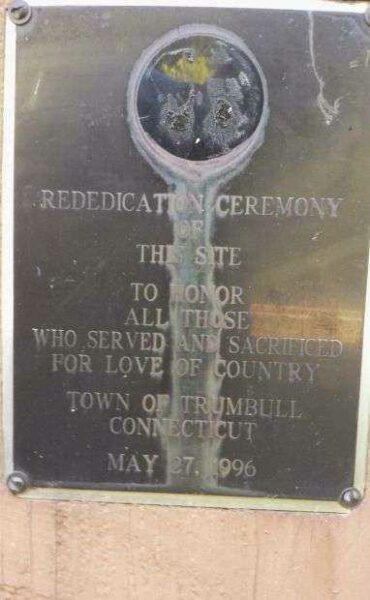 REDEDICATION CEREMONY
OF
THIS SITE
TO HONOR
ALL THOSE
WHO SERVED AND SACRIFICED
FOR LOVE OF COUNTRY
TOWN OF TRUMBULL
CONNECTICUT
MAY 27, 1996